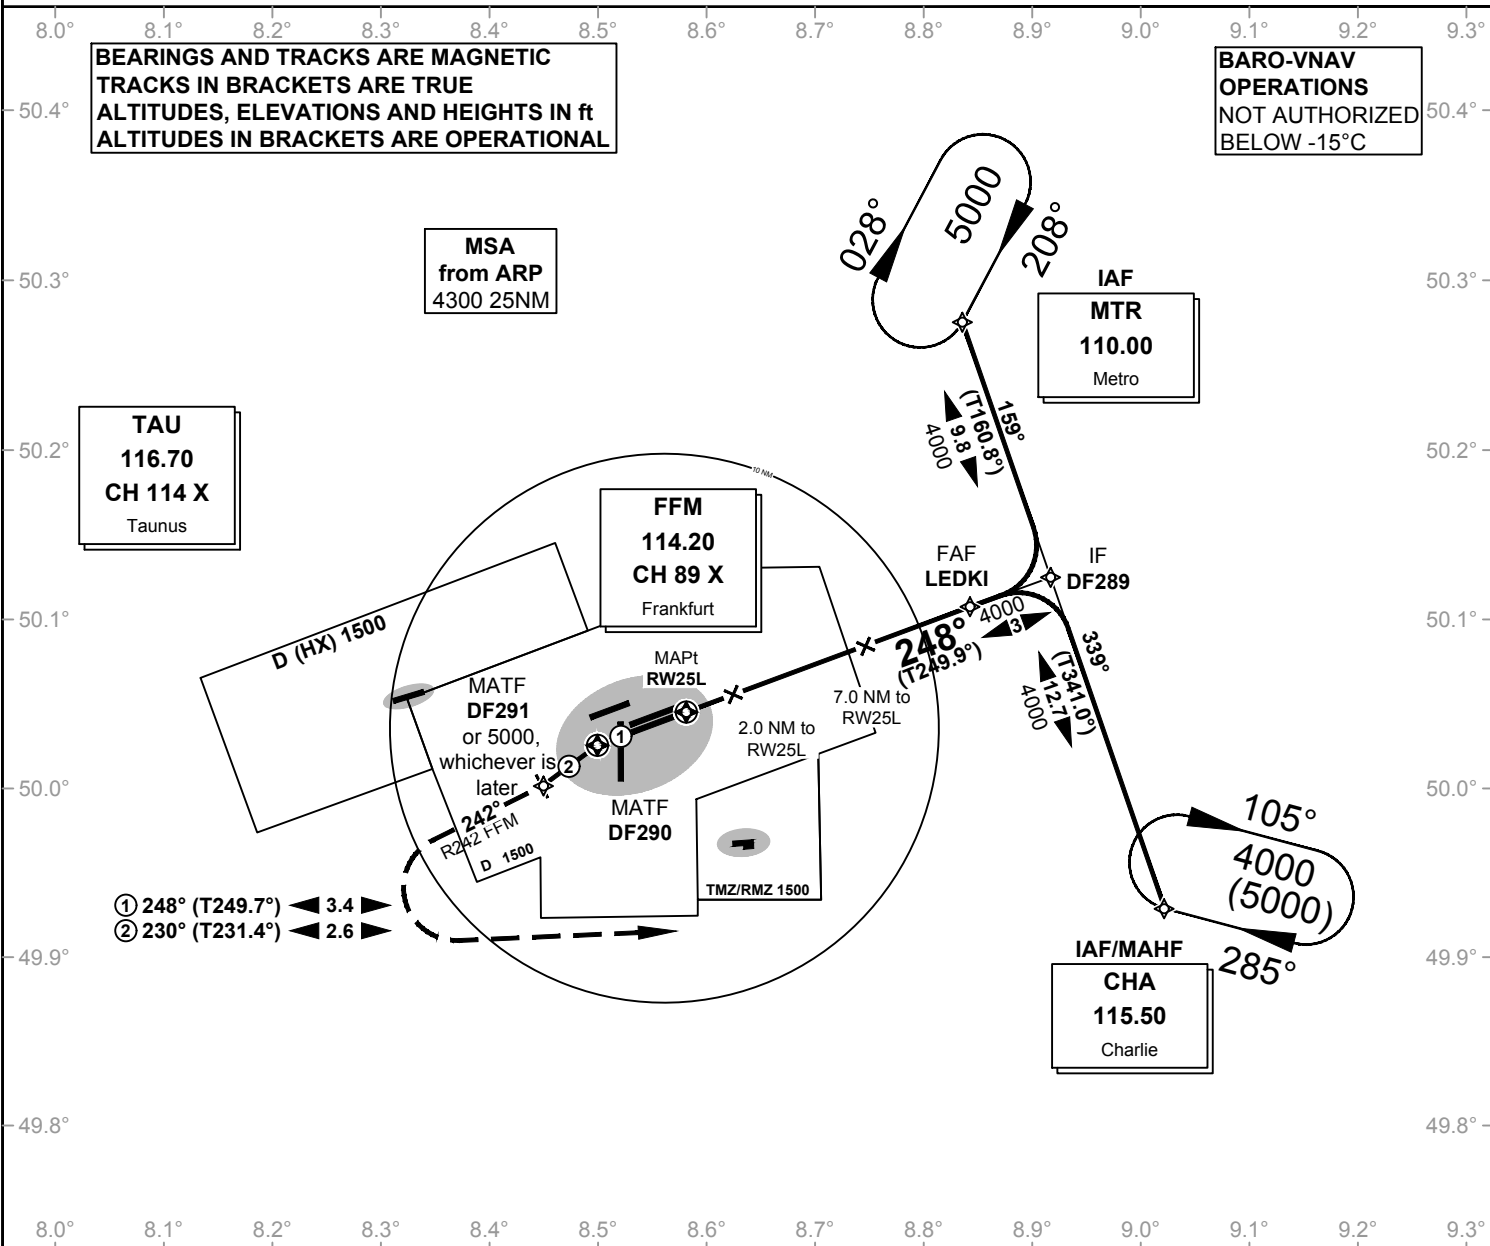 8.0° 8.1° 8.2° 8.3° 8.4° 8.5° 8.6° 8.7° 8.8° 8.9° 9.0° 9.1° 9.2° 9.3°
BEARINGS AND TRACKS ARE MAGNETIC
TRACKS IN BRACKETS ARE TRUE
ALTITUDES, ELEVATIONS AND HEIGHTS IN ft
ALTITUDES IN BRACKETS ARE OPERATIONAL
BARO-VNAV
OPERATIONS
NOT AUTHORIZED
BELOW -15°C
50.4° 50.4°
5000
028°
208°
MSA
from ARP
4300 25NM
50.3° 50.3°
IAF
MTR
110.00
Metro
159°
(T160.8°)
9.8
4000
TAU
116.70
CH 114 X
Taunus
50.2° 50.2°
10 NM
FFM
114.20
CH 89 X
Frankfurt
FAF
LEDKI
IF
DF289
50.1° 50.1°
D (HX) 1500
4000
3
248°
(T249.9°)
339°
(T341.0°)
12.7
4000
MAPt
RW25L
7.0 NM to
RW25L
2.0 NM to
RW25L
MATF
DF291
or 5000,
whichever is
later
1
2
50.0° 50.0°
MATF
DF290
242°
R242 FFM
D 1500
TMZ/RMZ 1500
105°
4000
(5000)
285°
1 248° (T249.7°) 3.4
2 230° (T231.4°) 2.6
49.9° 49.9°
IAF/MAHF
CHA
115.50
Charlie
49.8° 49.8°
8.0° 8.1° 8.2° 8.3° 8.4° 8.5° 8.6° 8.7° 8.8° 8.9° 9.0° 9.1° 9.2° 9.3°